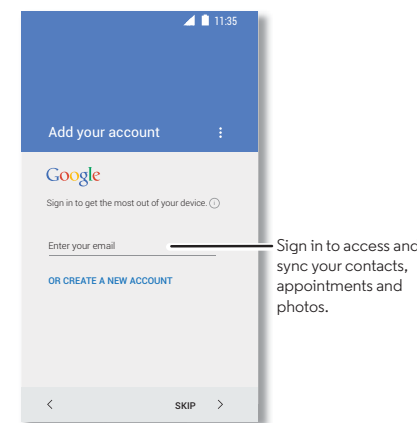 11:35
Add your account
Google
Sign in to get the most out of your device.
Enter your email
OR CREATE A NEW ACCOUNT
SKIP
Sign in to access and
sync your contacts,
appointments and
photos.